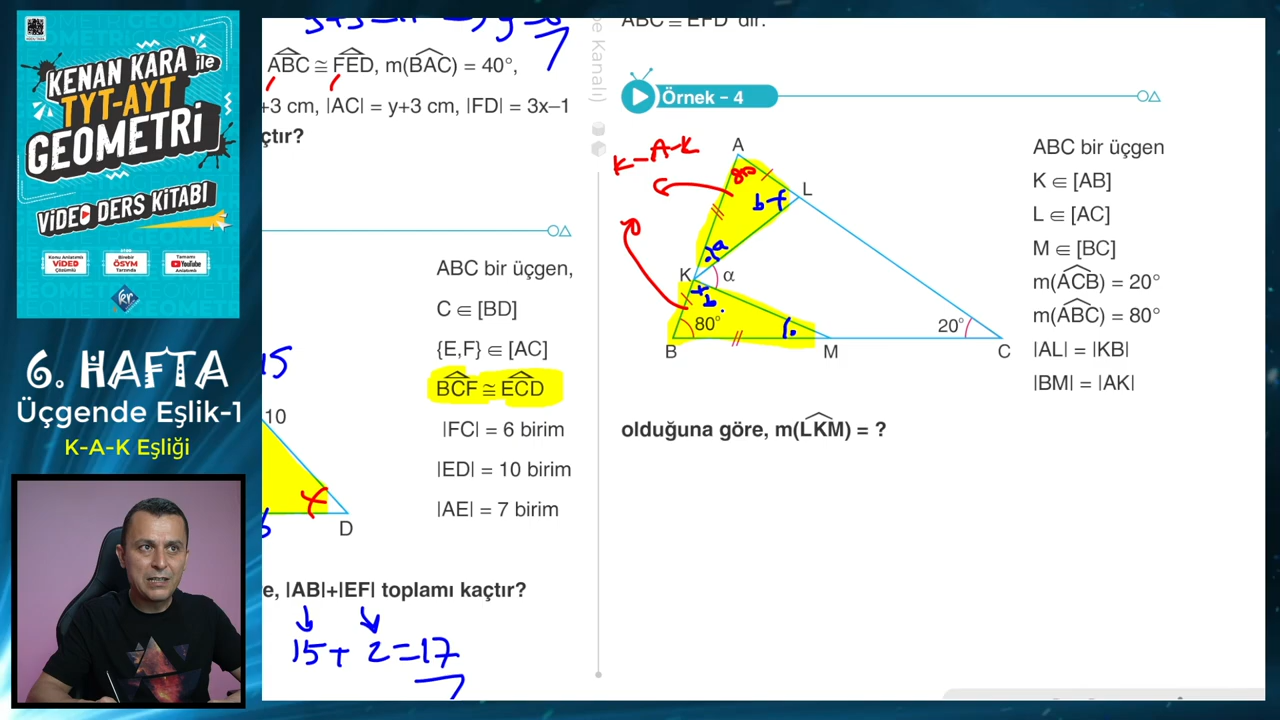 KENAN KARA ile
TYT-AYT
GEOMETRİ
VİDEO DERS KİTABI
6. HAFTA
Üçgende Eşlik-1
K-A-K Eşliği
ABC ≅ FED, m(BAC) = 40°,
+3 cm, |AC| = y+3 cm, |FD| = 3x–1
çtır?
ABC bir üçgen,
C ∈ [BD]
{E,F} ∈ [AC]
BCF ≅ ECD
|FC| = 6 birim
|ED| = 10 birim
|AE| = 7 birim
15
10
D
e, |AB|+|EF| toplamı kaçtır?
15 + 2 = 17
ABC ≅ EFD dir.
Örnek – 4
K-A-K
A
80
L
b
a
K
α
b
80°
20°
B
M
C
ABC bir üçgen
K ∈ [AB]
L ∈ [AC]
M ∈ [BC]
m(ACB) = 20°
m(ABC) = 80°
|AL| = |KB|
|BM| = |AK|
olduğuna göre, m(LKM) = ?